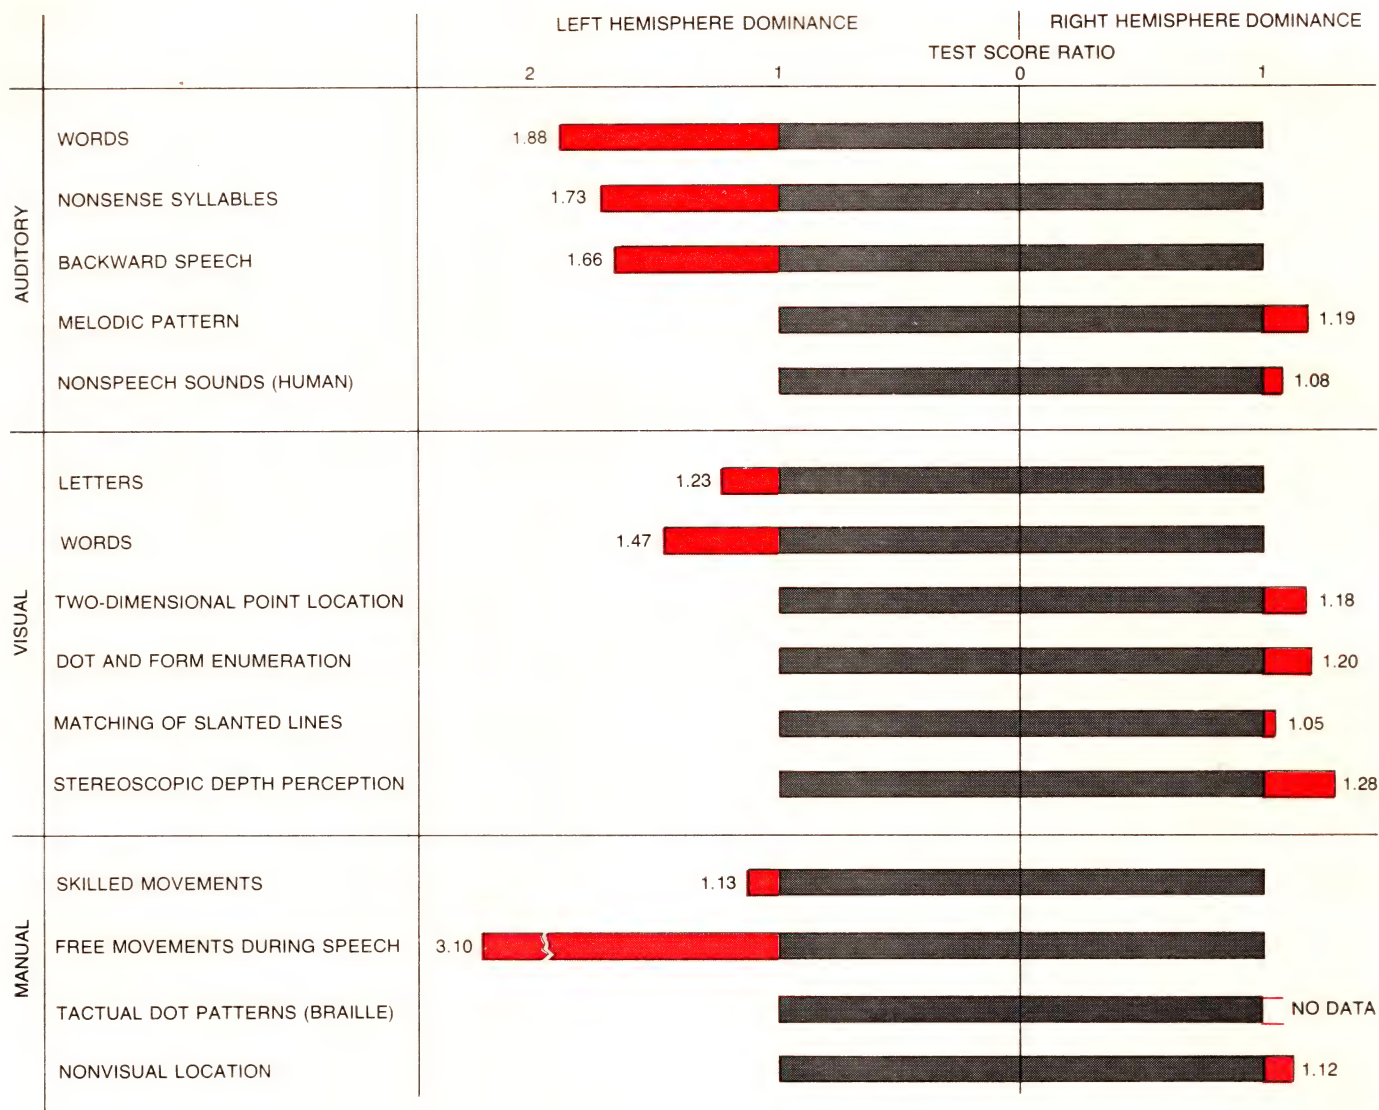 LEFT HEMISPHERE DOMINANCE RIGHT HEMISPHERE DOMINANCE
TEST SCORE RATIO
2 1 0 1
AUDITORY
WORDS 1.88
NONSENSE SYLLABLES 1.73
BACKWARD SPEECH 1.66
MELODIC PATTERN 1.19
NONSPEECH SOUNDS (HUMAN) 1.08
VISUAL
LETTERS 1.23
WORDS 1.47
TWO-DIMENSIONAL POINT LOCATION 1.18
DOT AND FORM ENUMERATION 1.20
MATCHING OF SLANTED LINES 1.05
STEREOSCOPIC DEPTH PERCEPTION 1.28
MANUAL
SKILLED MOVEMENTS 1.13
FREE MOVEMENTS DURING SPEECH 3.10
TACTUAL DOT PATTERNS (BRAILLE) NO DATA
NONVISUAL LOCATION 1.12